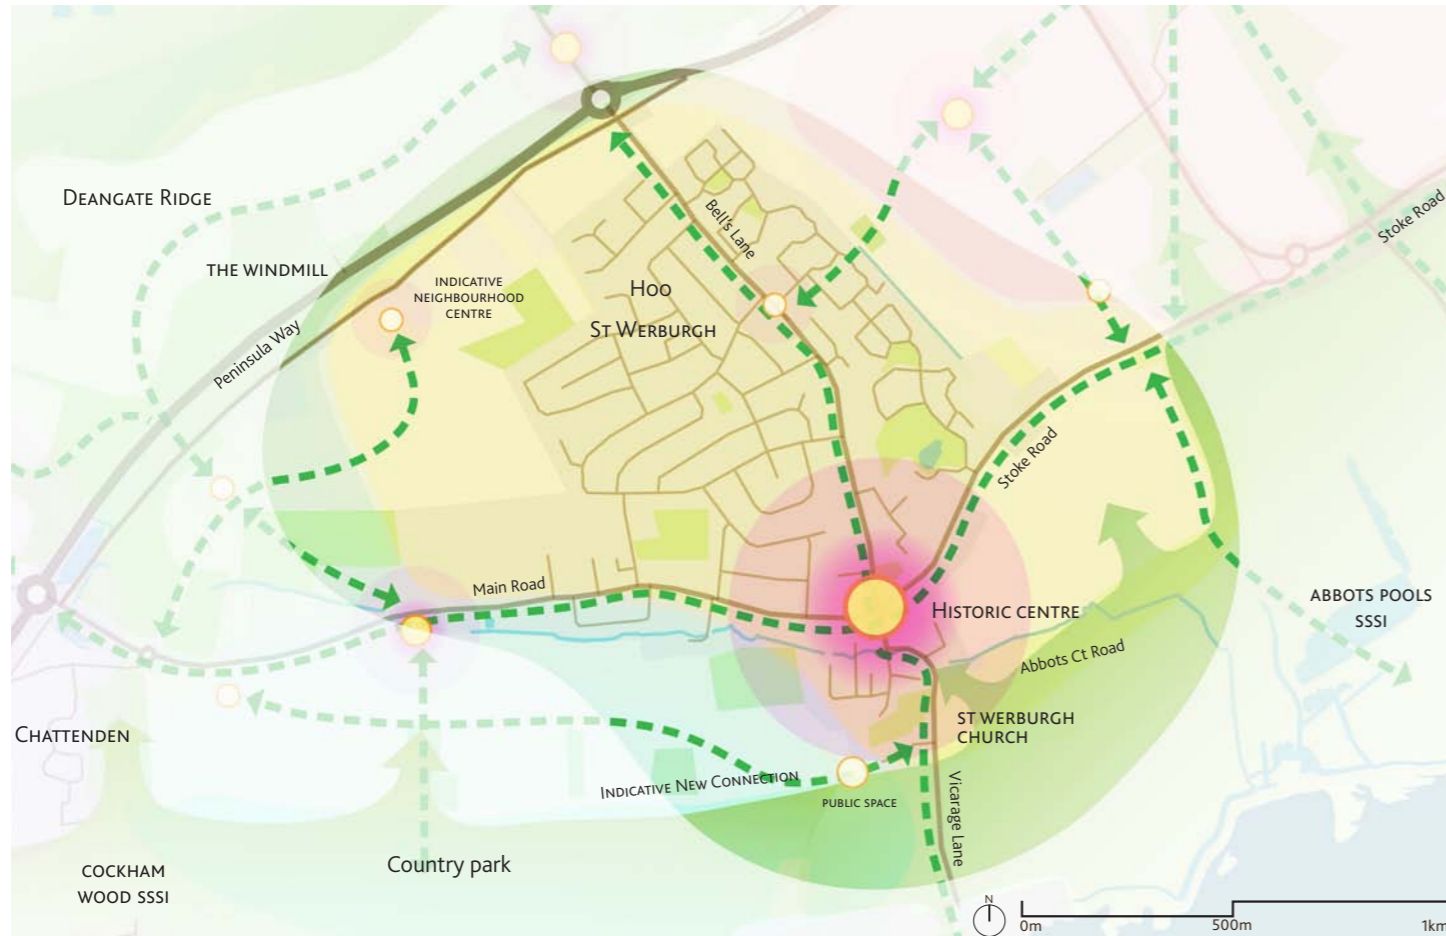 Deangate Ridge
The Windmill
Indicative
Neighbourhood
Centre
Hoo
St Werburgh
Bell's Lane
Stoke Road
Peninsula Way
Stoke Road
Main Road
Historic centre
Abbots Ct Road
Abbots Pools
SSSI
St Werburgh
Church
Chattenden
Indicative New Connection
Public space
Vicarage Lane
Country park
Cockham
Wood SSSI
N
0m
500m
1km